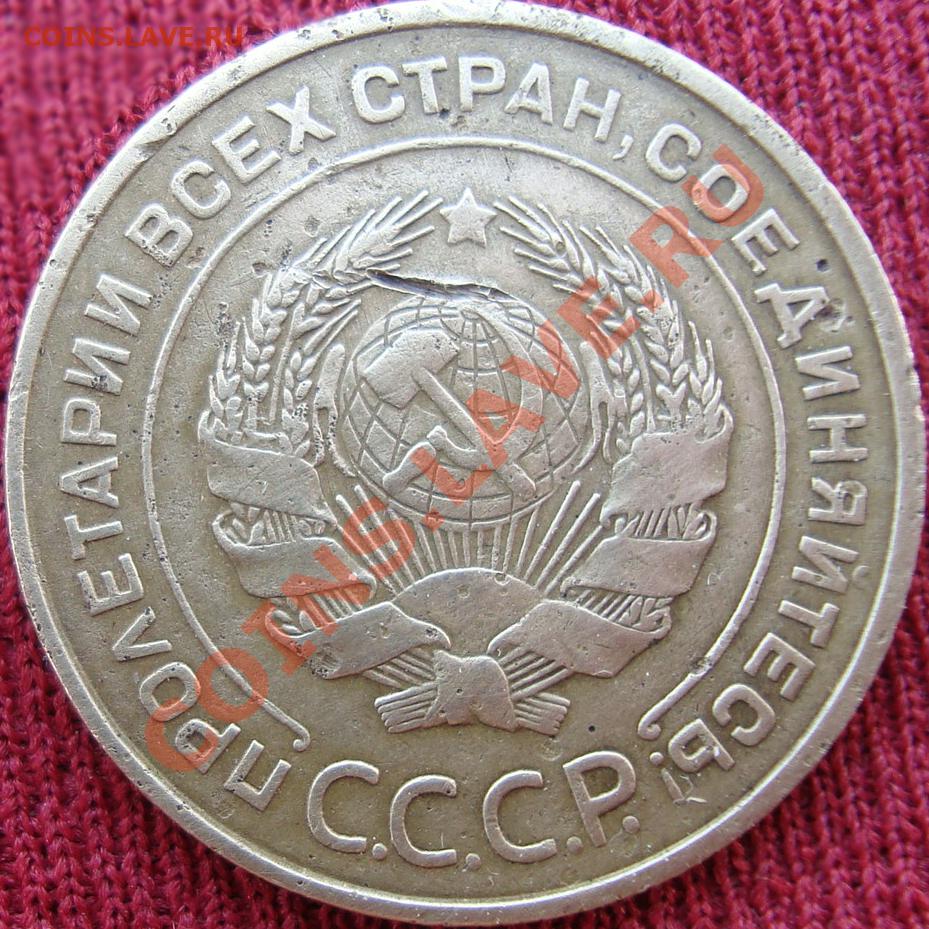 COINS.LAVE.RU
ПРОЛЕТАРИИ ВСЕХ СТРАН, СОЕДИНЯЙТЕСЬ!
С.С.С.Р.
COINS.LAVE.RU